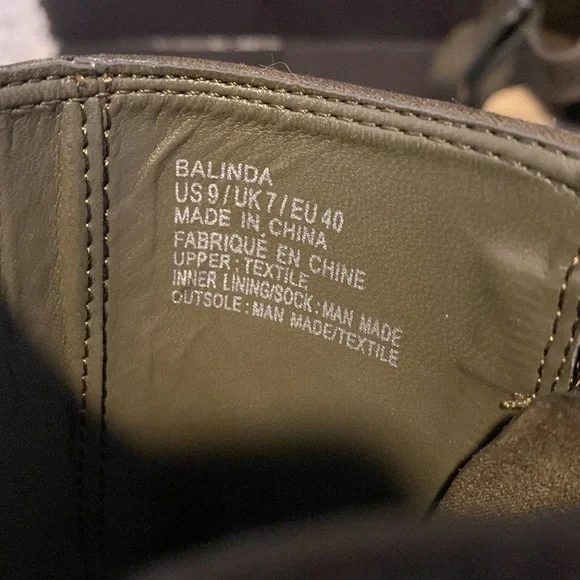 BALINDA
US 9 / UK 7 / EU 40
MADE IN CHINA
FABRIQUÉ EN CHINE
UPPER : TEXTILE
INNER LINING/SOCK : MAN MADE
OUTSOLE : MAN MADE/TEXTILE